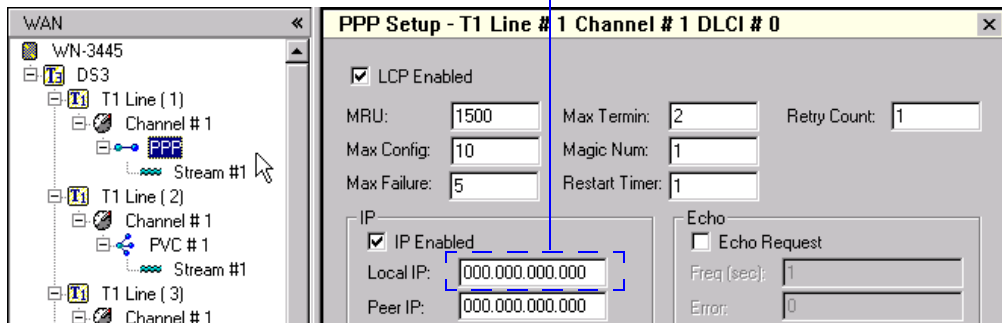 WAN «
WN-3445
T3 DS3
T1 T1 Line ( 1 )
Channel # 1
PPP
Stream #1
T1 T1 Line ( 2 )
Channel # 1
PVC # 1
Stream #1
T1 T1 Line ( 3 )
Channel # 1
PPP Setup - T1 Line # 1 Channel # 1 DLCI # 0
LCP Enabled
MRU: 1500 Max Termin: 2 Retry Count: 1
Max Config: 10 Magic Num: 1
Max Failure: 5 Restart Timer: 1
IP
IP Enabled
Local IP: 000.000.000.000
Peer IP: 000.000.000.000
Echo
Echo Request
Freq (sec): 1
Error: 0